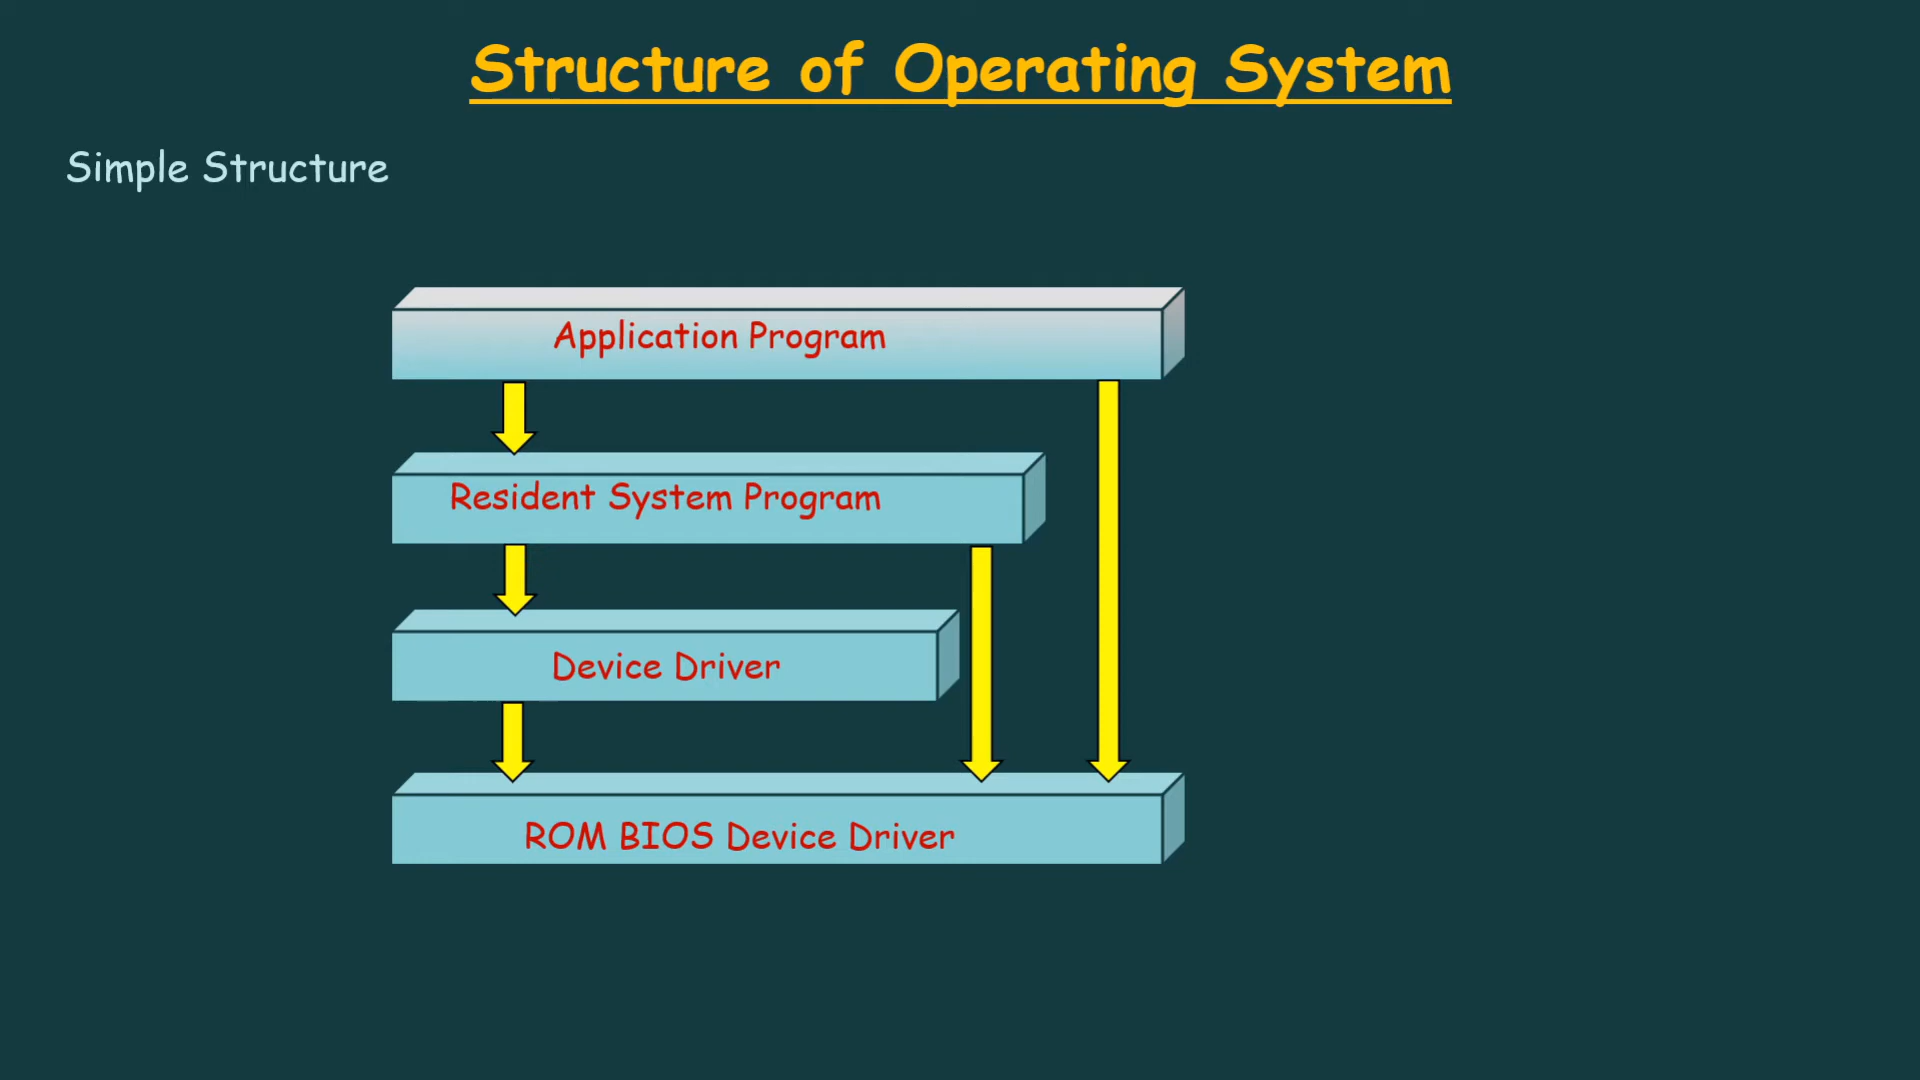 Structure of Operating System
Simple Structure
Application Program
Resident System Program
Device Driver
ROM BIOS Device Driver